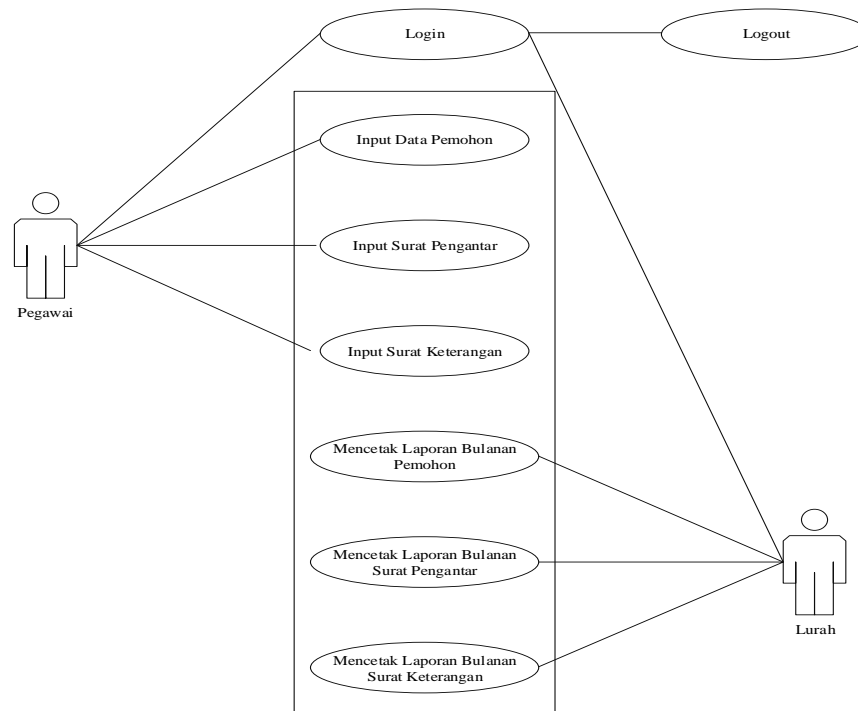 Login
Logout
Input Data Pemohon
Input Surat Pengantar
Pegawai
Input Surat Keterangan
Mencetak Laporan Bulanan
Pemohon
Mencetak Laporan Bulanan
Surat Pengantar
Lurah
Mencetak Laporan Bulanan
Surat Keterangan